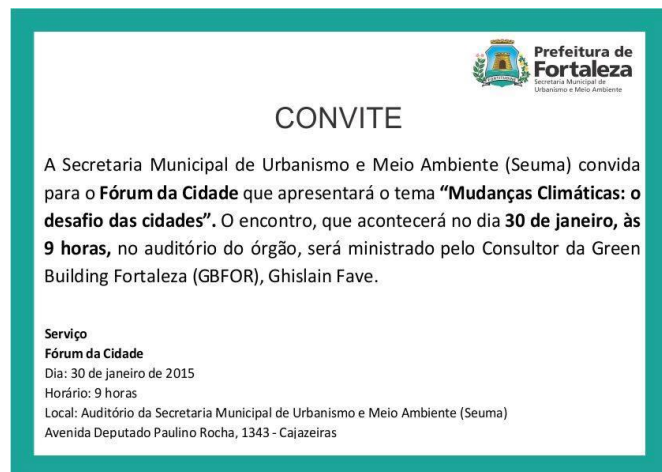 Prefeitura de
Fortaleza
Secretaria Municipal de
Urbanismo e Meio Ambiente
CONVITE
A Secretaria Municipal de Urbanismo e Meio Ambiente (Seuma) convida
para o Fórum da Cidade que apresentará o tema “Mudanças Climáticas: o
desafio das cidades”. O encontro, que acontecerá no dia 30 de janeiro, às
9 horas, no auditório do órgão, será ministrado pelo Consultor da Green
Building Fortaleza (GBFOR), Ghislain Fave.
Serviço
Fórum da Cidade
Dia: 30 de janeiro de 2015
Horário: 9 horas
Local: Auditório da Secretaria Municipal de Urbanismo e Meio Ambiente (Seuma)
Avenida Deputado Paulino Rocha, 1343 - Cajazeiras